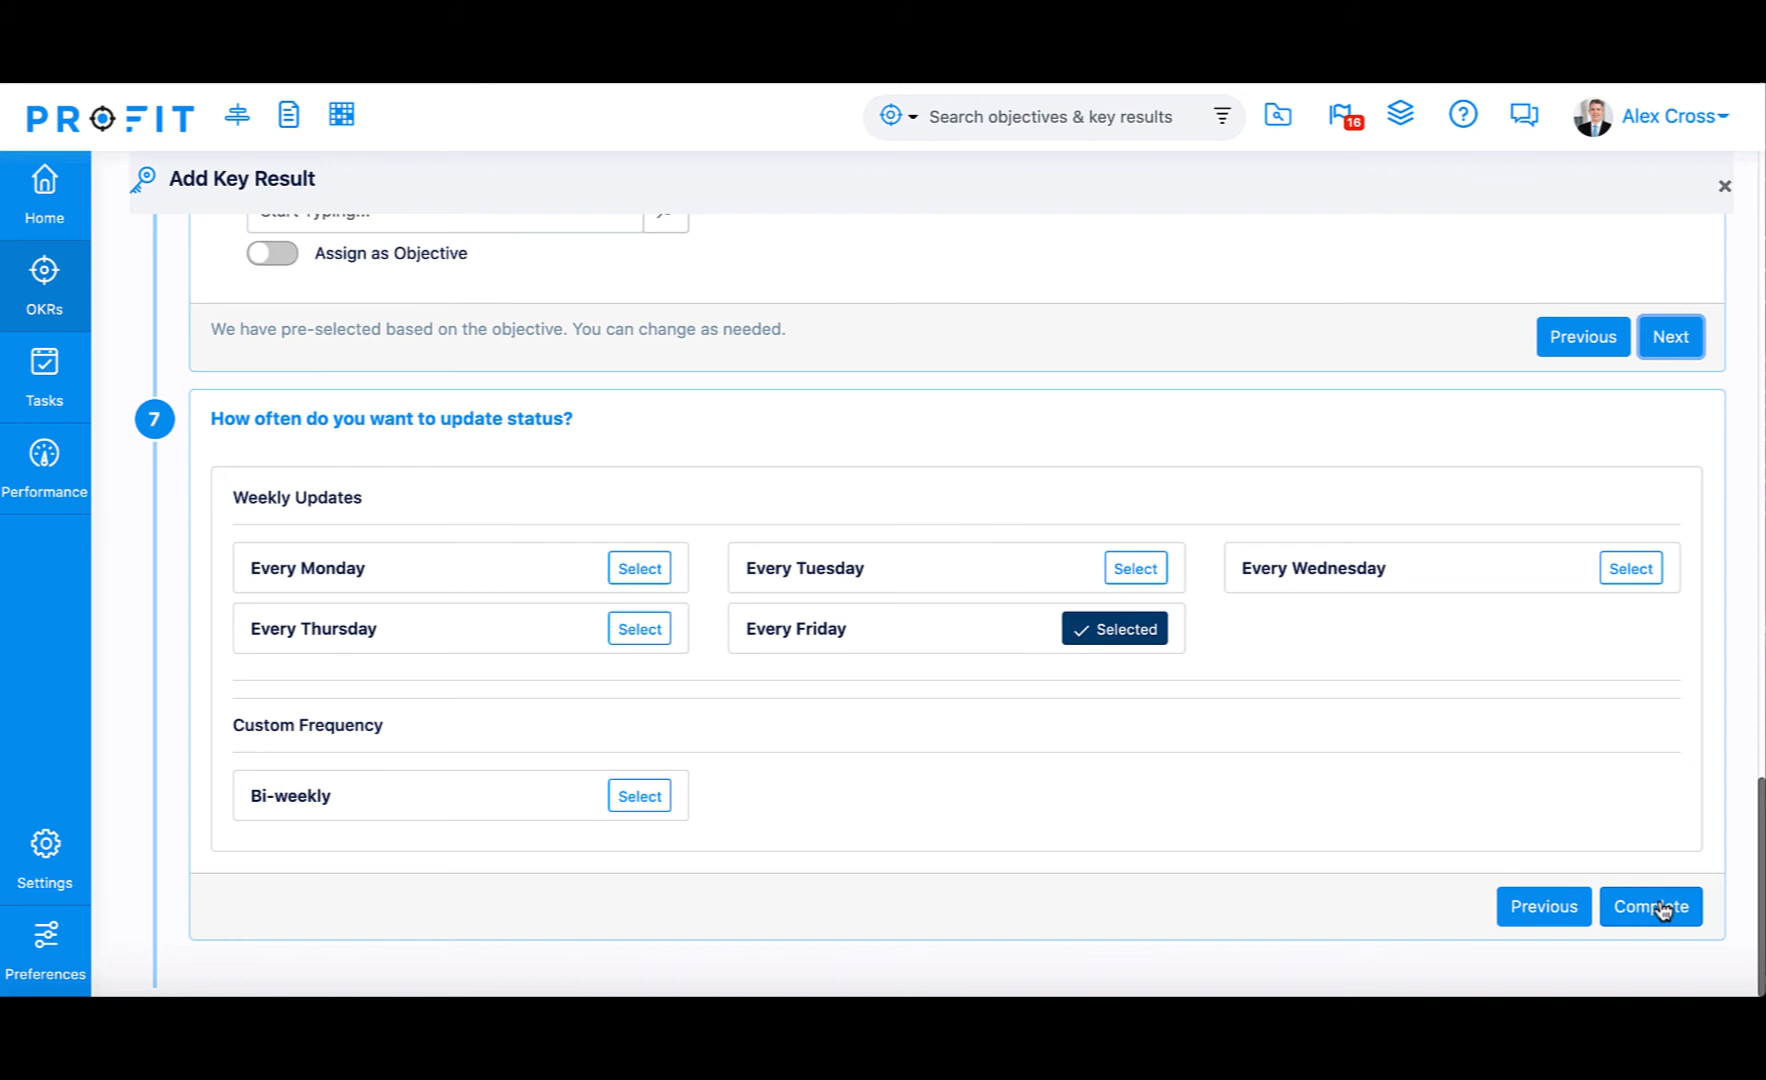 PROFIT
Search objectives & key results
16
Alex Cross
Home
OKRs
Tasks
Performance
Settings
Preferences
Add Key Result
×
Start Typing...
Assign as Objective
We have pre-selected based on the objective. You can change as needed.
Previous
Next
7
How often do you want to update status?
Weekly Updates
Every Monday
Select
Every Tuesday
Select
Every Wednesday
Select
Every Thursday
Select
Every Friday
Selected
Custom Frequency
Bi-weekly
Select
Previous
Complete